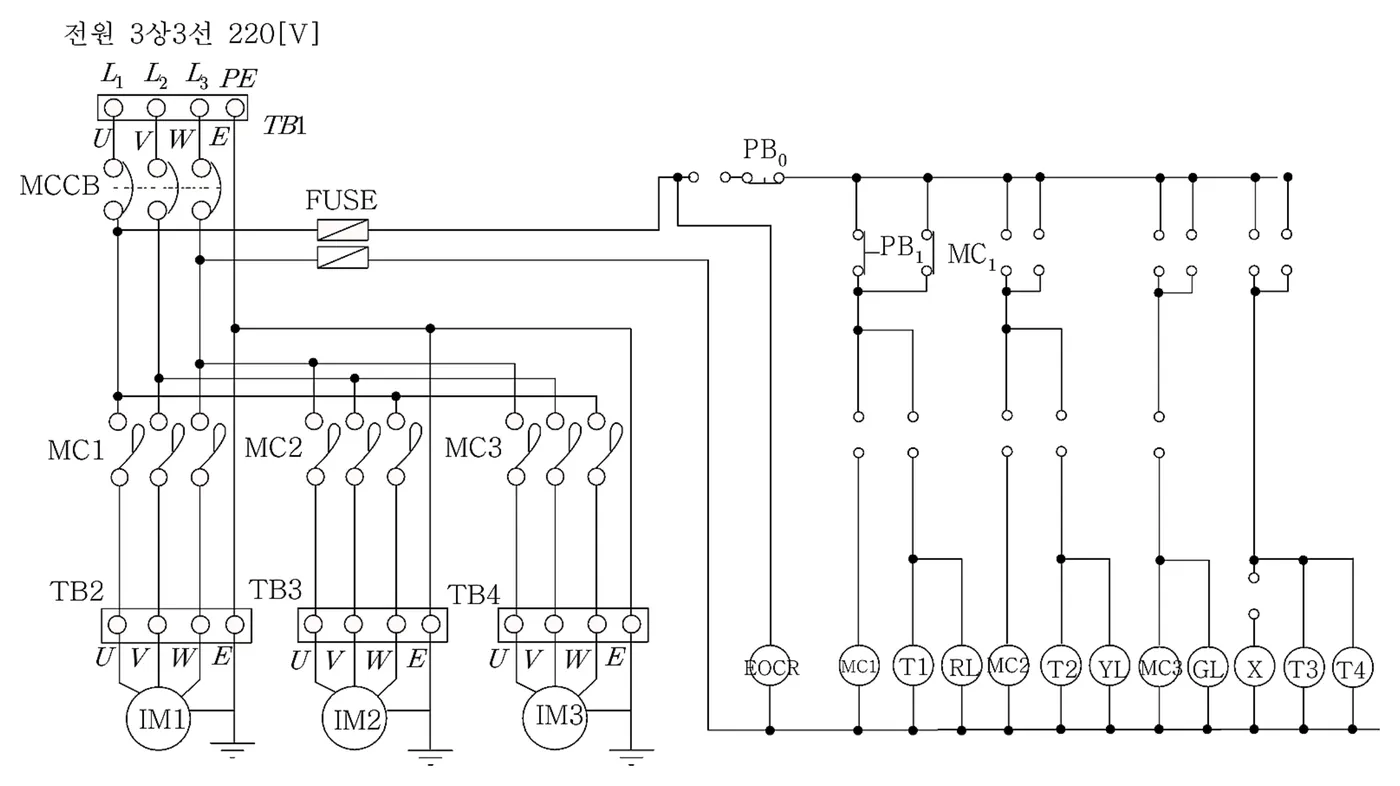 전원 3상3선 220[V]
L₁ L₂ L₃ PE
TB1
U V W E
MCCB
FUSE
PB₀
PB₁ MC₁
MC1 MC2 MC3
TB2 TB3 TB4
U V W E U V W E U V W E
EOCR MC1 T1 RL MC2 T2 YL MC3 GL X T3 T4
IM1 IM2 IM3